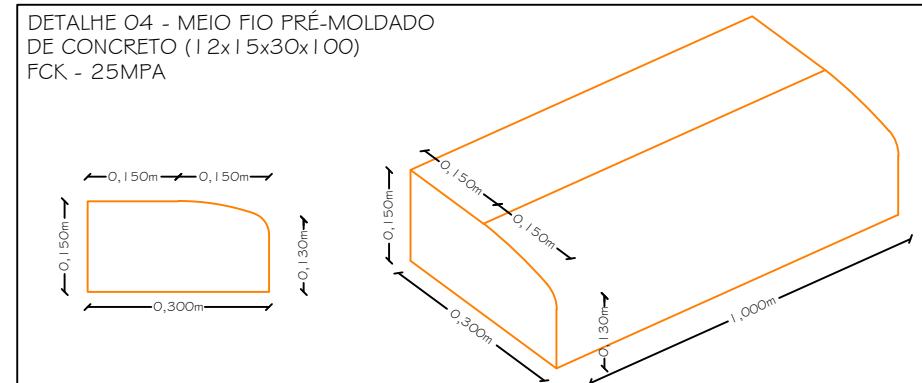 DETALHE 04 - MEIO FIO PRÉ-MOLDADO
DE CONCRETO (12x15x30x100)
FCK - 25MPA
0,150m
0,150m
0,150m
0,130m
0,300m
0,150m
0,150m
0,150m
0,300m
0,130m
1,000m